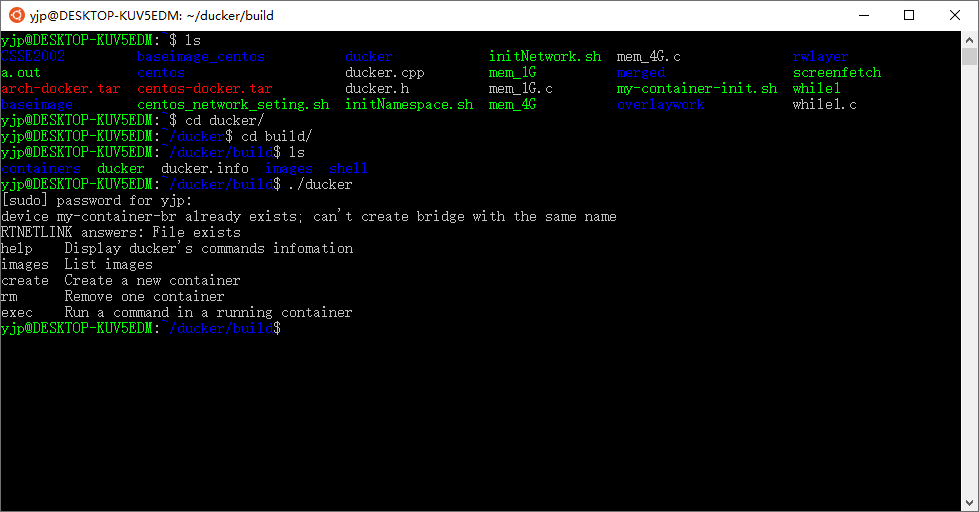 yjp@DESKTOP-KUV5EDM: ~/ducker/build
yjp@DESKTOP-KUV5EDM:~$ ls
CSSE2002 baseimage_centos ducker initNetwork.sh mem_4G.c rwlayer
a.out centos ducker.cpp mem_1G merged screenfetch
arch-docker.tar centos-docker.tar ducker.h mem_1G.c my-container-init.sh while1
baseimage centos_network_seting.sh initNamespace.sh mem_4G overlaywork while1.c
yjp@DESKTOP-KUV5EDM:~$ cd ducker/
yjp@DESKTOP-KUV5EDM:~/ducker$ cd build/
yjp@DESKTOP-KUV5EDM:~/ducker/build$ ls
containers ducker ducker.info images shell
yjp@DESKTOP-KUV5EDM:~/ducker/build$ ./ducker
[sudo] password for yjp:
device my-container-br already exists; can't create bridge with the same name
RTNETLINK answers: File exists
help Display ducker's commands infomation
images List images
create Create a new container
rm Remove one container
exec Run a command in a running container
yjp@DESKTOP-KUV5EDM:~/ducker/build$